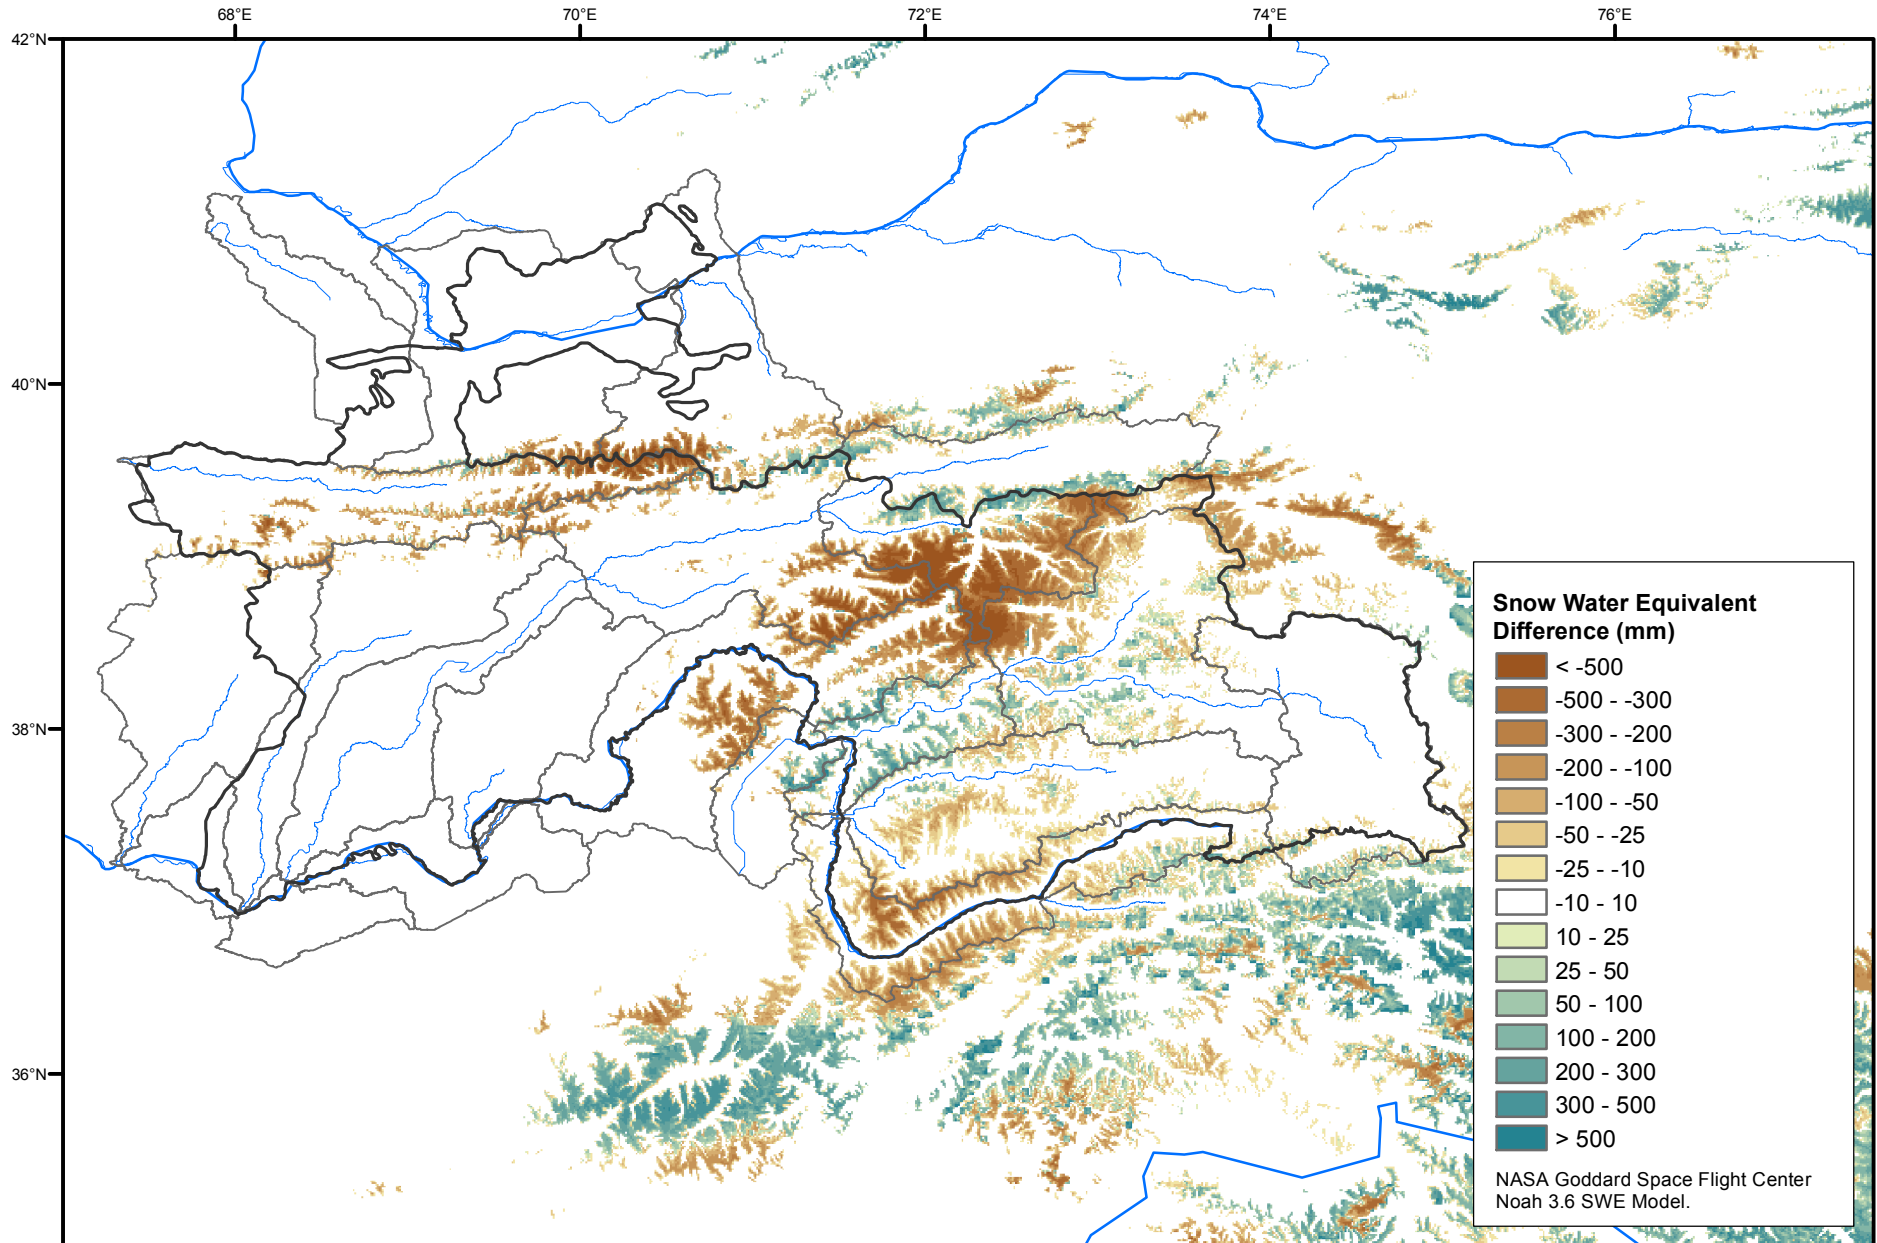 68°E 70°E 72°E 74°E 76°E
42°N
40°N
38°N
36°N
Snow Water Equivalent
Difference (mm)
< -500
-500 - -300
-300 - -200
-200 - -100
-100 - -50
-50 - -25
-25 - -10
-10 - 10
10 - 25
25 - 50
50 - 100
100 - 200
200 - 300
300 - 500
> 500
NASA Goddard Space Flight Center
Noah 3.6 SWE Model.